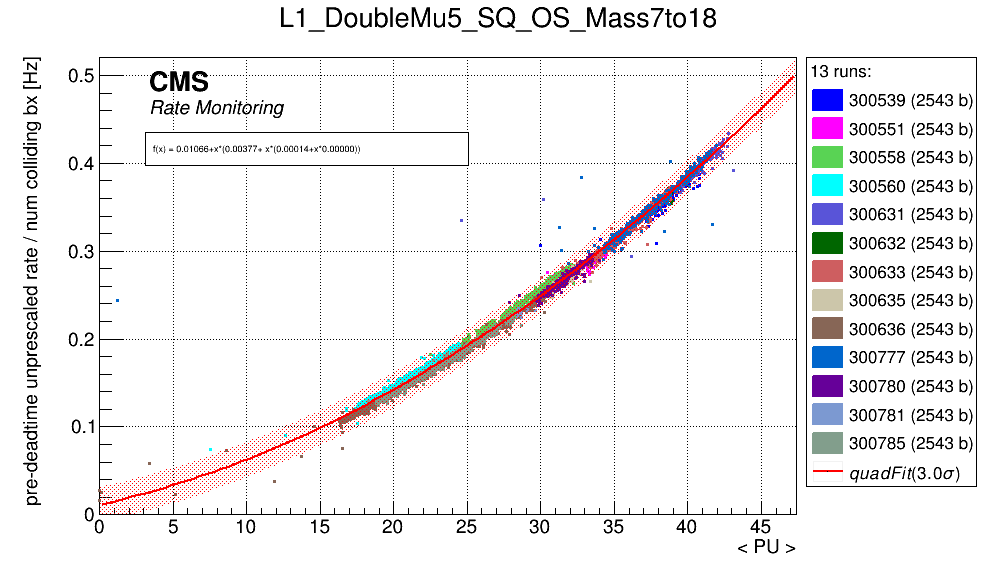 L1_DoubleMu5_SQ_OS_Mass7to18
pre-deadtime unprescaled rate / num colliding bx [Hz]
CMS
Rate Monitoring
f(x) = 0.01066+x*(0.00377+ x*(0.00014+x*0.00000))
0.5
0.4
0.3
0.2
0.1
0
0 5 10 15 20 25 30 35 40 45
< PU >
13 runs:
300539 (2543 b)
300551 (2543 b)
300558 (2543 b)
300560 (2543 b)
300631 (2543 b)
300632 (2543 b)
300633 (2543 b)
300635 (2543 b)
300636 (2543 b)
300777 (2543 b)
300780 (2543 b)
300781 (2543 b)
300785 (2543 b)
quadFit(3.0σ)